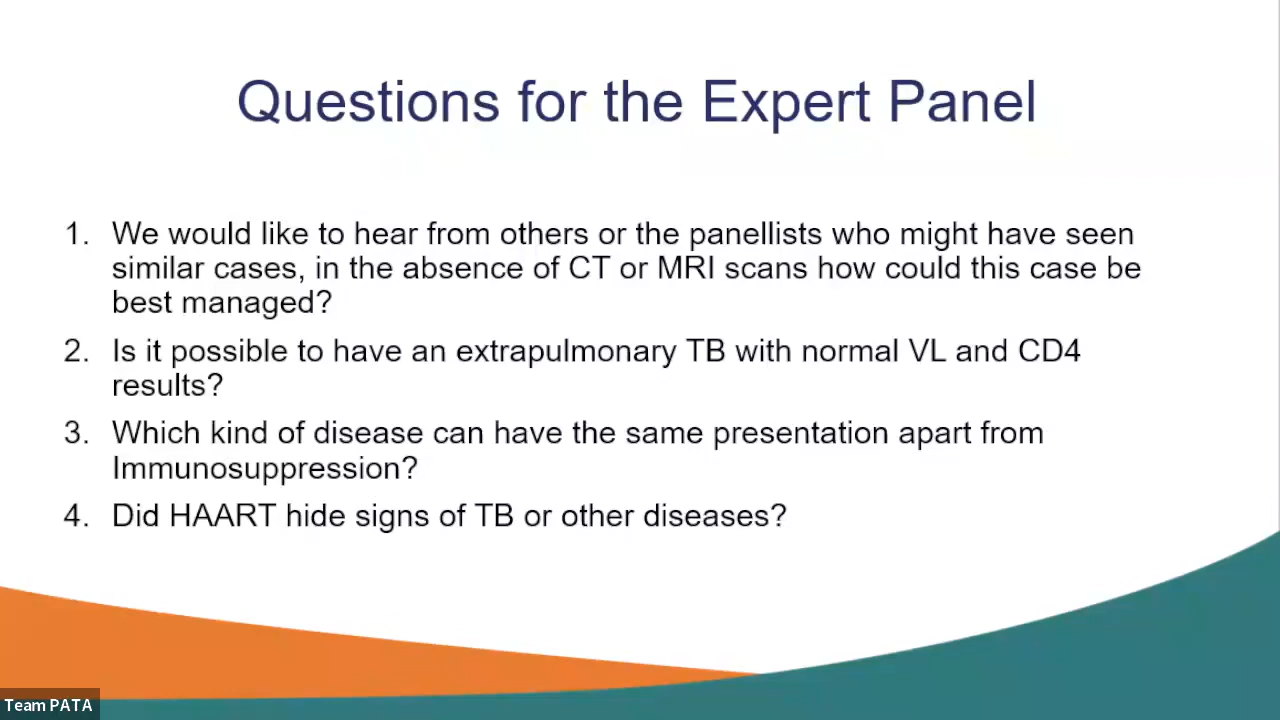 Questions for the Expert Panel
1. We would like to hear from others or the panellists who might have seen
similar cases, in the absence of CT or MRI scans how could this case be
best managed?
2. Is it possible to have an extrapulmonary TB with normal VL and CD4
results?
3. Which kind of disease can have the same presentation apart from
Immunosuppression?
4. Did HAART hide signs of TB or other diseases?
Team PATA